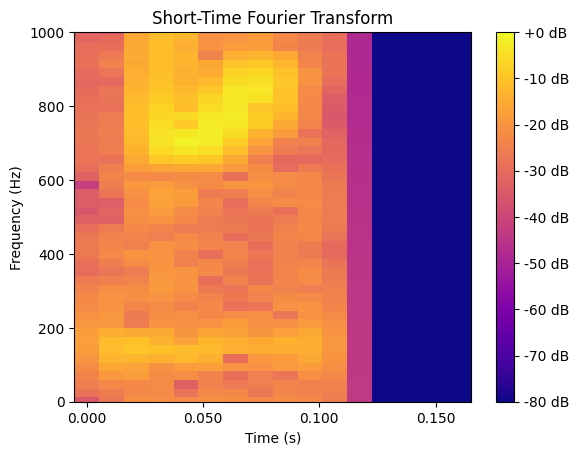 Short-Time Fourier Transform
1000
800
600
400
200
0
Frequency (Hz)
0.000
0.050
0.100
0.150
Time (s)
+0 dB
-10 dB
-20 dB
-30 dB
-40 dB
-50 dB
-60 dB
-70 dB
-80 dB